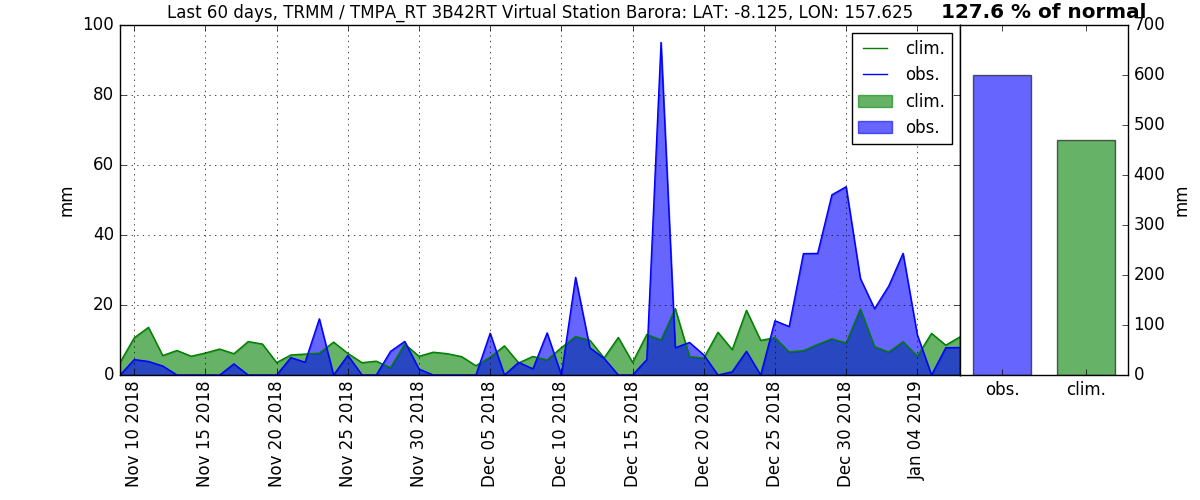 Last 60 days, TRMM / TMPA_RT 3B42RT Virtual Station Barora: LAT: -8.125, LON: 157.625
127.6 % of normal
100
80
60
40
20
0
mm
clim.
obs.
clim.
obs.
700
600
500
400
300
200
100
0
mm
obs.
clim.
Nov 10 2018
Nov 15 2018
Nov 20 2018
Nov 25 2018
Nov 30 2018
Dec 05 2018
Dec 10 2018
Dec 15 2018
Dec 20 2018
Dec 25 2018
Dec 30 2018
Jan 04 2019